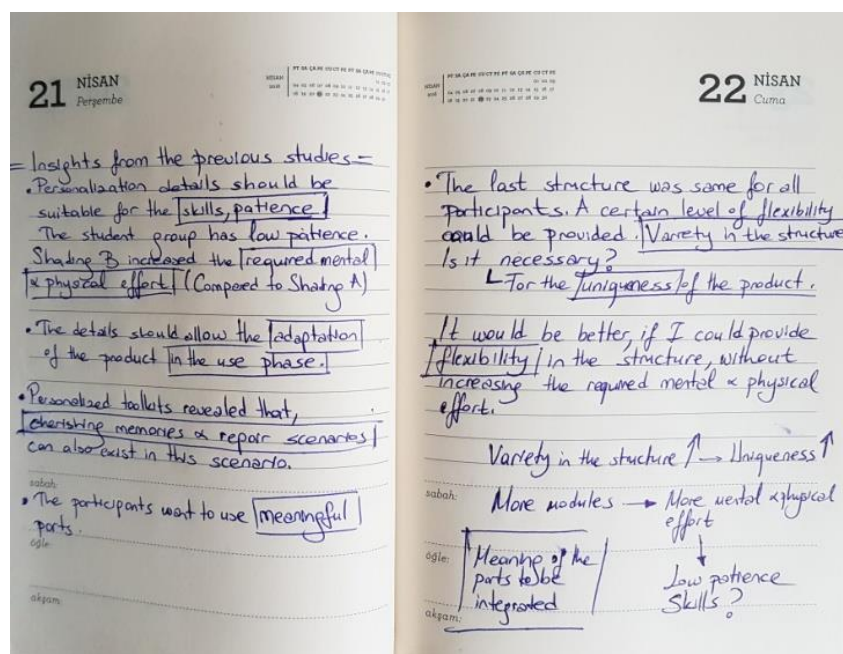 21 NİSAN
Perşembe
= Insights from the previous studies =
• Personalization details should be
suitable for the skills, patience.
The student group has low patience.
Shading B increased the required mental
& physical effort (Compared to Shading A)
• The details should allow the adaptation
of the product in the use phase.
• Personalized toolkits revealed that,
cherishing memories & repair scenarios
can also exist in this scenario.
sabah:
• The participants want to use meaningful
parts.
öğle:
akşam:
22 NİSAN
Cuma
• The last structure was same for all
participants. A certain level of flexibility
could be provided. Variety in the structure
Is it necessary?
For the uniqueness of the product.
It would be better, if I could provide
flexibility in the structure, without
increasing the required mental & physical
effort.
Variety in the structure ↑ → Uniqueness ↑
sabah: More modules → More mental & physical
effort
↓
öğle: Meaning of the
parts to be
integrated
Low patience
Skills?
akşam: